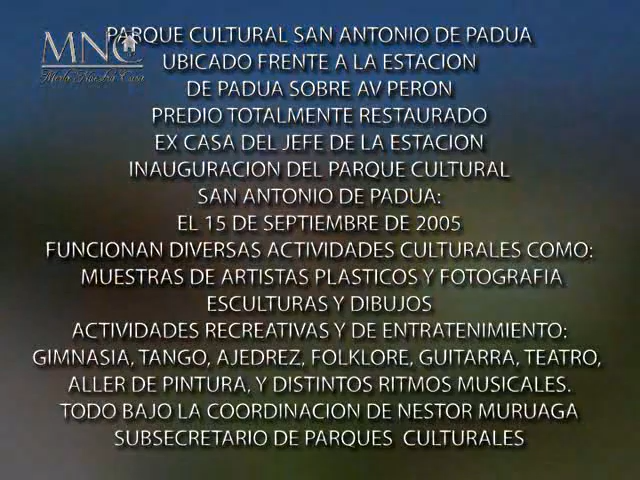 PARQUE CULTURAL SAN ANTONIO DE PADUA
MNC
UBICADO FRENTE A LA ESTACION
Merlo Nuestra Casa
DE PADUA SOBRE AV PERON
PREDIO TOTALMENTE RESTAURADO
EX CASA DEL JEFE DE LA ESTACION
INAUGURACION DEL PARQUE CULTURAL
SAN ANTONIO DE PADUA:
EL 15 DE SEPTIEMBRE DE 2005
FUNCIONAN DIVERSAS ACTIVIDADES CULTURALES COMO:
MUESTRAS DE ARTISTAS PLASTICOS Y FOTOGRAFIA
ESCULTURAS Y DIBUJOS
ACTIVIDADES RECREATIVAS Y DE ENTRATENIMIENTO:
GIMNASIA, TANGO, AJEDREZ, FOLKLORE, GUITARRA, TEATRO,
ALLER DE PINTURA, Y DISTINTOS RITMOS MUSICALES.
TODO BAJO LA COORDINACION DE NESTOR MURUAGA
SUBSECRETARIO DE PARQUES CULTURALES